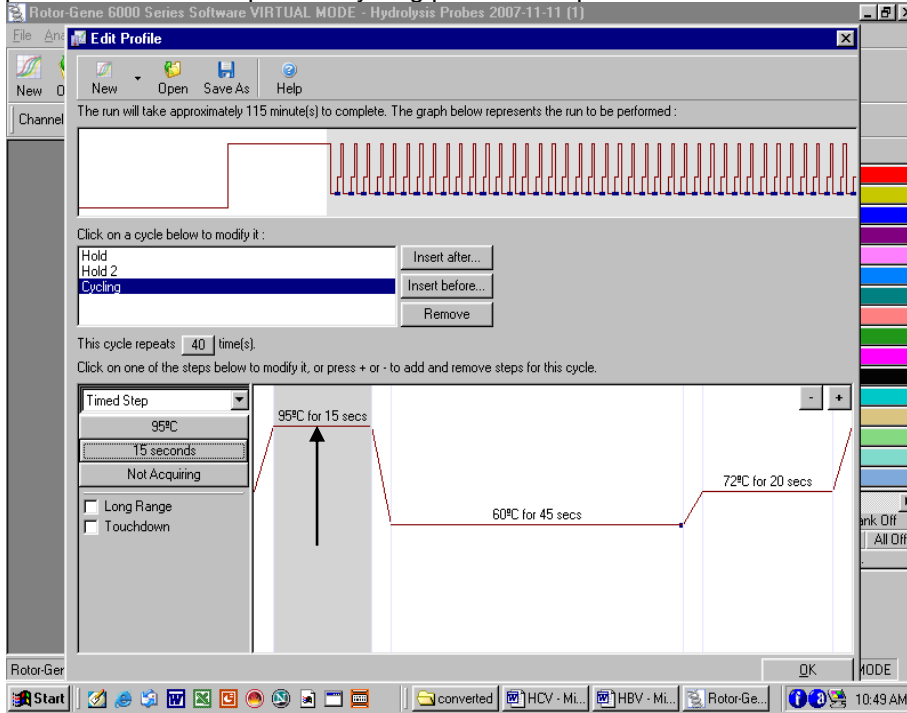 Rotor-Gene 6000 Series Software VIRTUAL MODE - Hydrolysis Probes 2007-11-11 (1)
File Ana
Edit Profile
New
New Open Save As Help
Channel
The run will take approximately 115 minute(s) to complete. The graph below represents the run to be performed :
Click on a cycle below to modify it :
Hold
Hold 2
Cycling
Insert after...
Insert before...
Remove
This cycle repeats 40 time(s).
Click on one of the steps below to modify it, or press + or - to add and remove steps for this cycle.
Timed Step
95ºC
15 seconds
Not Acquiring
Long Range
Touchdown
95ºC for 15 secs
60ºC for 45 secs
72ºC for 20 secs
- +
ank Off
All Off
Rotor-Ger
OK
MODE
Start
converted
HCV - Mi...
HBV - Mi...
Rotor-Ge...
10:49 AM